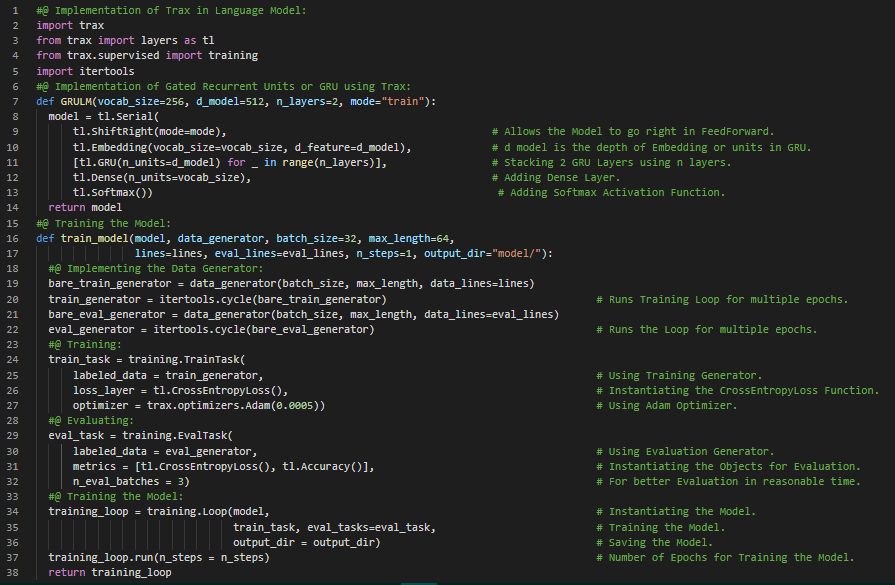 1 #@ Implementation of Trax in Language Model:
2 import trax
3 from trax import layers as tl
4 from trax.supervised import training
5 import itertools
6 #@ Implementation of Gated Recurrent Units or GRU using Trax:
7 def GRULM(vocab_size=256, d_model=512, n_layers=2, mode="train"):
8   model = tl.Serial(
9       tl.ShiftRight(mode=mode), # Allows the Model to go right in FeedForward.
10       tl.Embedding(vocab_size=vocab_size, d_feature=d_model), # d model is the depth of Embedding or units in GRU.
11       [tl.GRU(n_units=d_model) for _ in range(n_layers)], # Stacking 2 GRU Layers using n layers.
12       tl.Dense(n_units=vocab_size), # Adding Dense Layer.
13       tl.Softmax()) # Adding Softmax Activation Function.
14   return model
15 #@ Training the Model:
16 def train_model(model, data_generator, batch_size=32, max_length=64,
17                 lines=lines, eval_lines=eval_lines, n_steps=1, output_dir="model/"):
18   #@ Implementing the Data Generator:
19   bare_train_generator = data_generator(batch_size, max_length, data_lines=lines)
20   train_generator = itertools.cycle(bare_train_generator) # Runs Training Loop for multiple epochs.
21   bare_eval_generator = data_generator(batch_size, max_length, data_lines=eval_lines)
22   eval_generator = itertools.cycle(bare_eval_generator) # Runs the Loop for multiple epochs.
23   #@ Training:
24   train_task = training.TrainTask(
25       labeled_data = train_generator, # Using Training Generator.
26       loss_layer = tl.CrossEntropyLoss(), # Instantiating the CrossEntropyLoss Function.
27       optimizer = trax.optimizers.Adam(0.0005)) # Using Adam Optimizer.
28   #@ Evaluating:
29   eval_task = training.EvalTask(
30       labeled_data = eval_generator, # Using Evaluation Generator.
31       metrics = [tl.CrossEntropyLoss(), tl.Accuracy()], # Instantiating the Objects for Evaluation.
32       n_eval_batches = 3) # For better Evaluation in reasonable time.
33   #@ Training the Model:
34   training_loop = training.Loop(model, # Instantiating the Model.
35                                 train_task, eval_tasks=eval_task, # Training the Model.
36                                 output_dir = output_dir) # Saving the Model.
37   training_loop.run(n_steps = n_steps) # Number of Epochs for Training the Model.
38   return training_loop